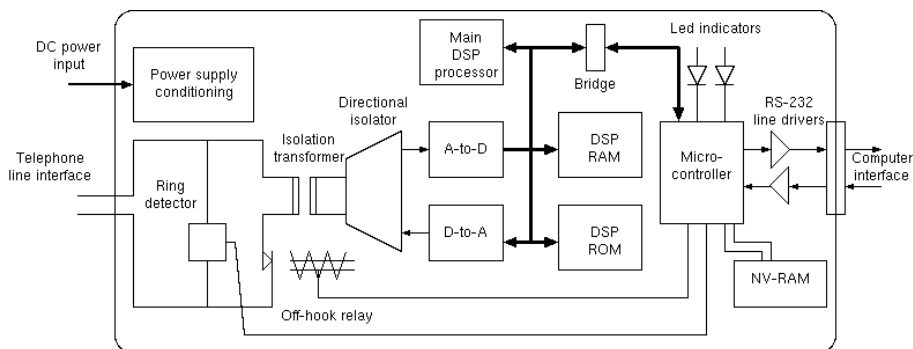 DC power
input
Power supply
conditioning
Main
DSP
processor
Bridge
Led indicators
Directional
isolator
Isolation
transformer
RS-232
line drivers
Telephone
line interface
Ring
detector
A-to-D
DSP
RAM
Micro-
controller
Computer
interface
D-to-A
DSP
ROM
NV-RAM
Off-hook relay